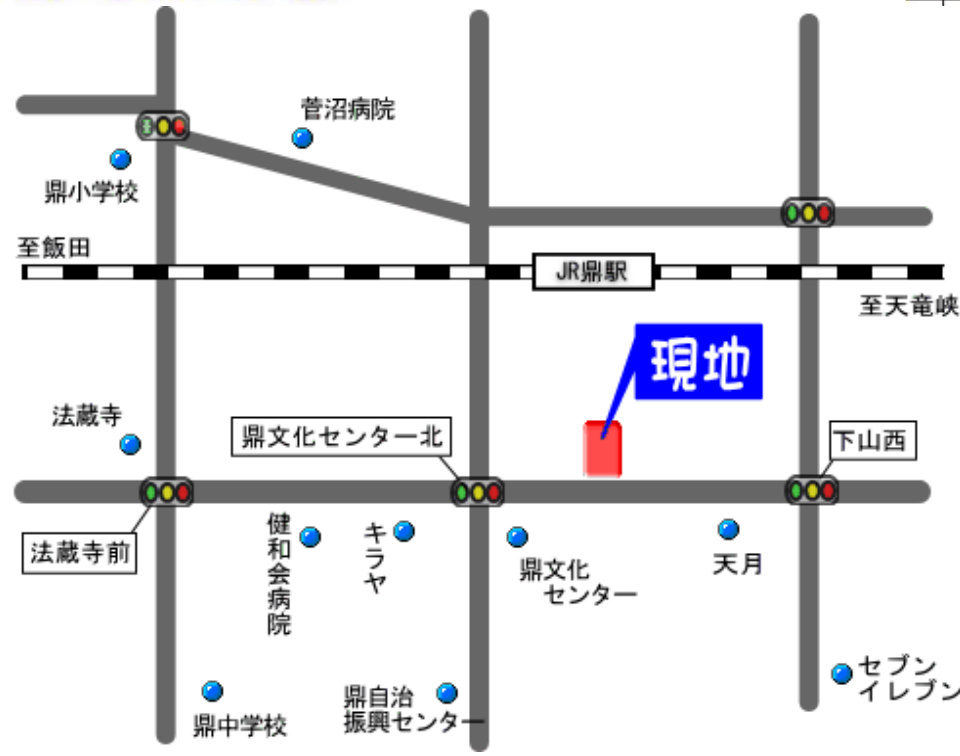 菅沼病院
鼎小学校
至飯田
JR鼎駅
至天竜峡
現地
法蔵寺
鼎文化センター北
下山西
法蔵寺前
健和会病院
キラヤ
鼎文化
センター
天月
セブン
イレブン
鼎自治
振興センター
鼎中学校